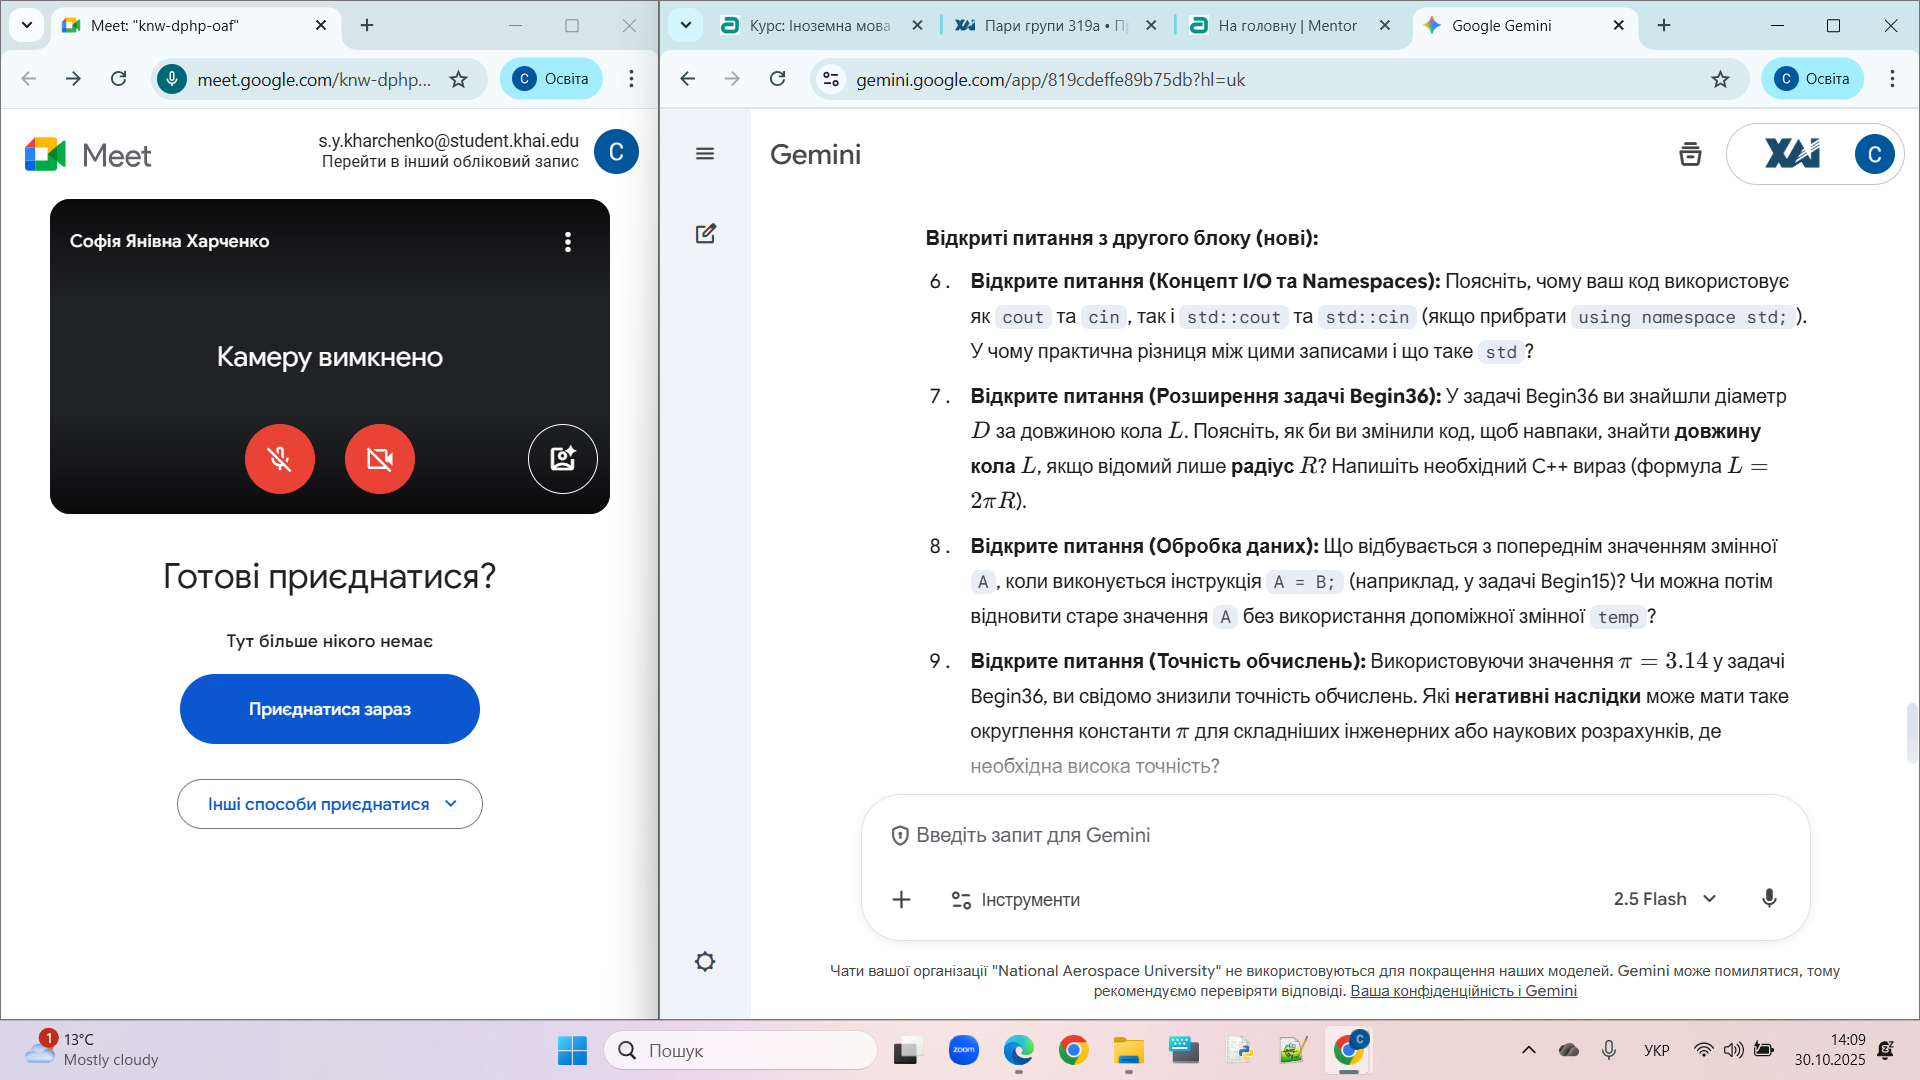 Meet: "knw-dphp-oaf"
Курс: Іноземна мова
Пари групи 319а • Пр
На головну | Mentor
Google Gemini
meet.google.com/knw-dphp...
С Освіта
gemini.google.com/app/819cdeffe89b75db?hl=uk
С Освіта
Meet
s.y.kharchenko@student.khai.edu
Перейти в інший обліковий запис
С
Софія Янівна Харченко
Камеру вимкнено
Готові приєднатися?
Тут більше нікого немає
Приєднатися зараз
Інші способи приєднатися
Gemini
ХАІ
С
Відкриті питання з другого блоку (нові):
6. Відкрите питання (Концепт I/O та Namespaces): Поясніть, чому ваш код використовує
як cout та cin, так і std::cout та std::cin (якщо прибрати using namespace std;).
У чому практична різниця між цими записами і що таке std?
7. Відкрите питання (Розширення задачі Begin36): У задачі Begin36 ви знайшли діаметр
D за довжиною кола L. Поясніть, як би ви змінили код, щоб навпаки, знайти довжину
кола L, якщо відомий лише радіус R? Напишіть необхідний C++ вираз (формула L =
2πR).
8. Відкрите питання (Обробка даних): Що відбувається з попереднім значенням змінної
A, коли виконується інструкція A = B; (наприклад, у задачі Begin15)? Чи можна потім
відновити старе значення A без використання допоміжної змінної temp?
9. Відкрите питання (Точність обчислень): Використовуючи значення π = 3.14 у задачі
Begin36, ви свідомо знизили точність обчислень. Які негативні наслідки може мати таке
округлення константи π для складніших інженерних або наукових розрахунків, де
необхідна висока точність?
Введіть запит для Gemini
Інструменти
2.5 Flash
Чати вашої організації "National Aerospace University" не використовуються для покращення наших моделей. Gemini може помилятися, тому
рекомендуємо перевіряти відповіді. Ваша конфіденційність і Gemini
1
13°C
Mostly cloudy
Пошук
zoom
C
УКР
14:09
30.10.2025